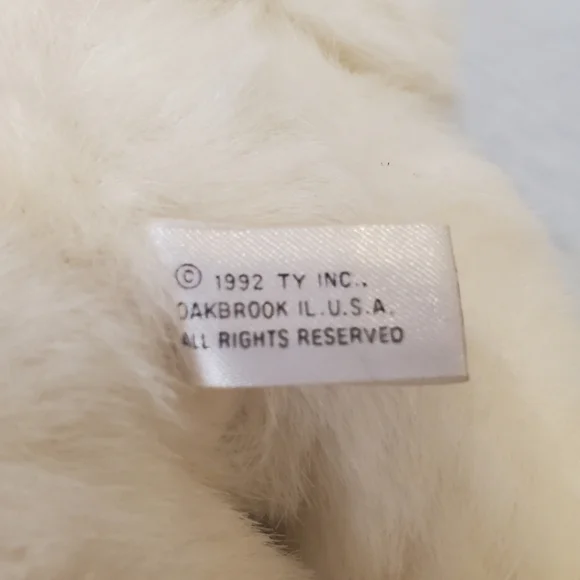 © 1992 TY INC.,
OAKBROOK IL.U.S.A.
ALL RIGHTS RESERVED